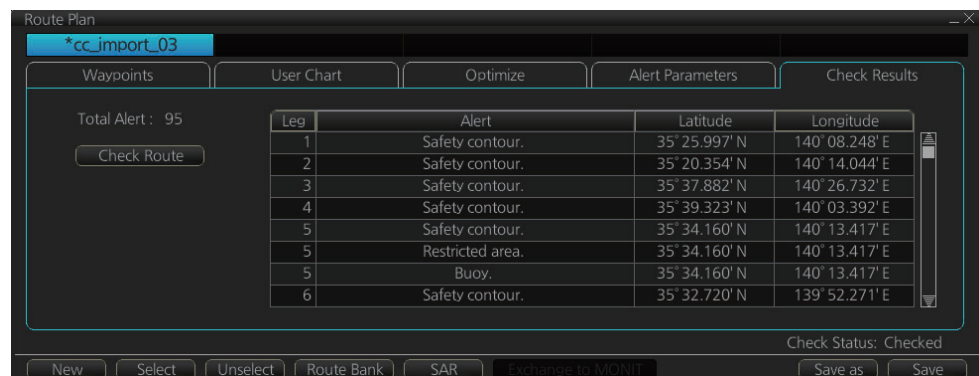 Route Plan
*cc_import_03
Waypoints User Chart Optimize Alert Parameters Check Results
Total Alert : 95
Check Route
Leg Alert Latitude Longitude
1 Safety contour. 35° 25.997' N 140° 08.248' E
2 Safety contour. 35° 20.354' N 140° 14.044' E
3 Safety contour. 35° 37.882' N 140° 26.732' E
4 Safety contour. 35° 39.323' N 140° 03.392' E
5 Safety contour. 35° 34.160' N 140° 13.417' E
5 Restricted area. 35° 34.160' N 140° 13.417' E
5 Buoy. 35° 34.160' N 140° 13.417' E
6 Safety contour. 35° 32.720' N 139° 52.271' E
Check Status: Checked
New Select Unselect Route Bank SAR Exchange to MONIT Save as Save